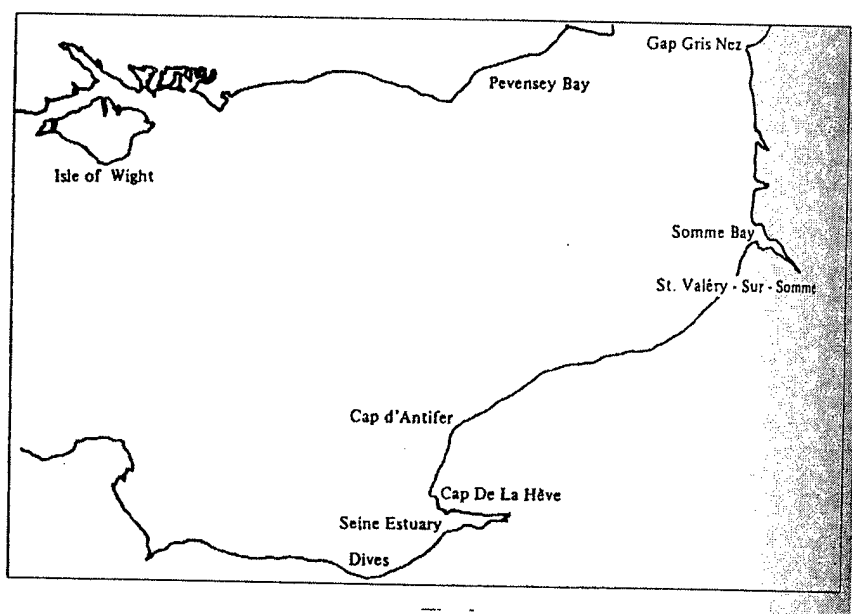 Gap Gris Nez
Pevensey Bay
Isle of Wight
Somme Bay
St. Valéry - Sur - Somme
Cap d'Antifer
Cap De La Hêve
Seine Estuary
Dives